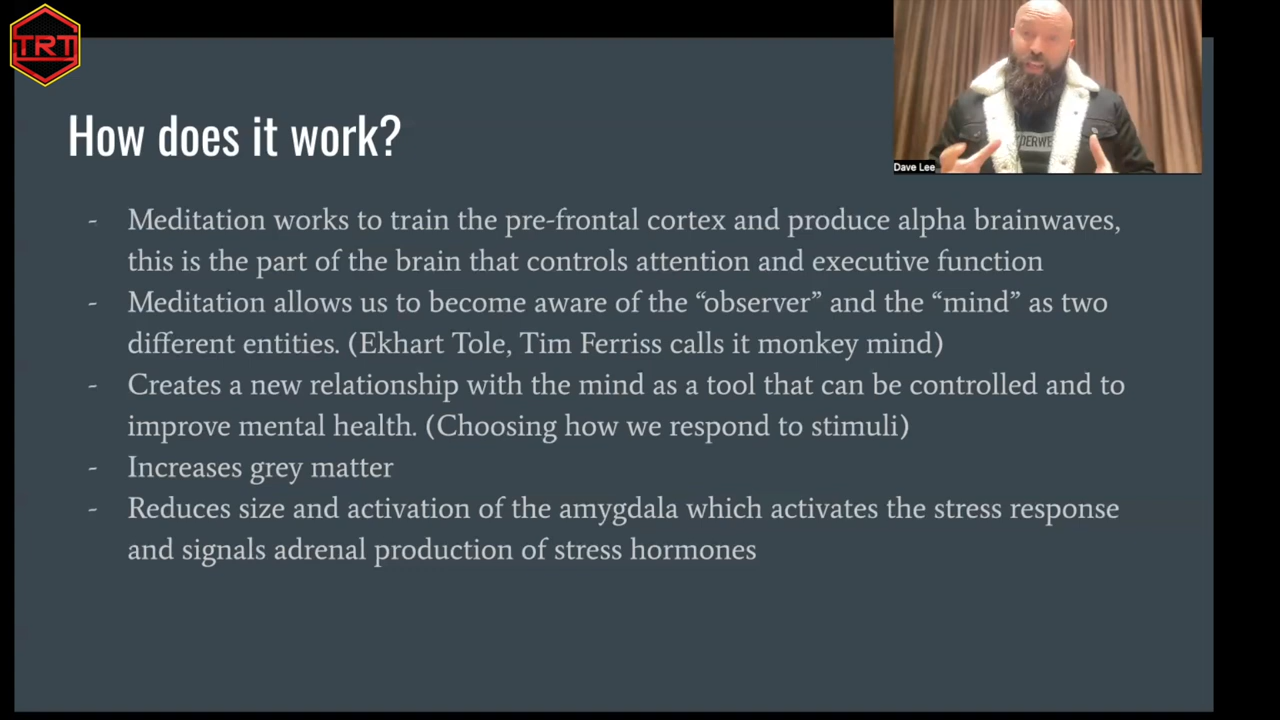 TRT
How does it work?
- Meditation works to train the pre-frontal cortex and produce alpha brainwaves,
this is the part of the brain that controls attention and executive function
- Meditation allows us to become aware of the “observer” and the “mind” as two
different entities. (Ekhart Tole, Tim Ferriss calls it monkey mind)
- Creates a new relationship with the mind as a tool that can be controlled and to
improve mental health. (Choosing how we respond to stimuli)
- Increases grey matter
- Reduces size and activation of the amygdala which activates the stress response
and signals adrenal production of stress hormones
Dave Lee